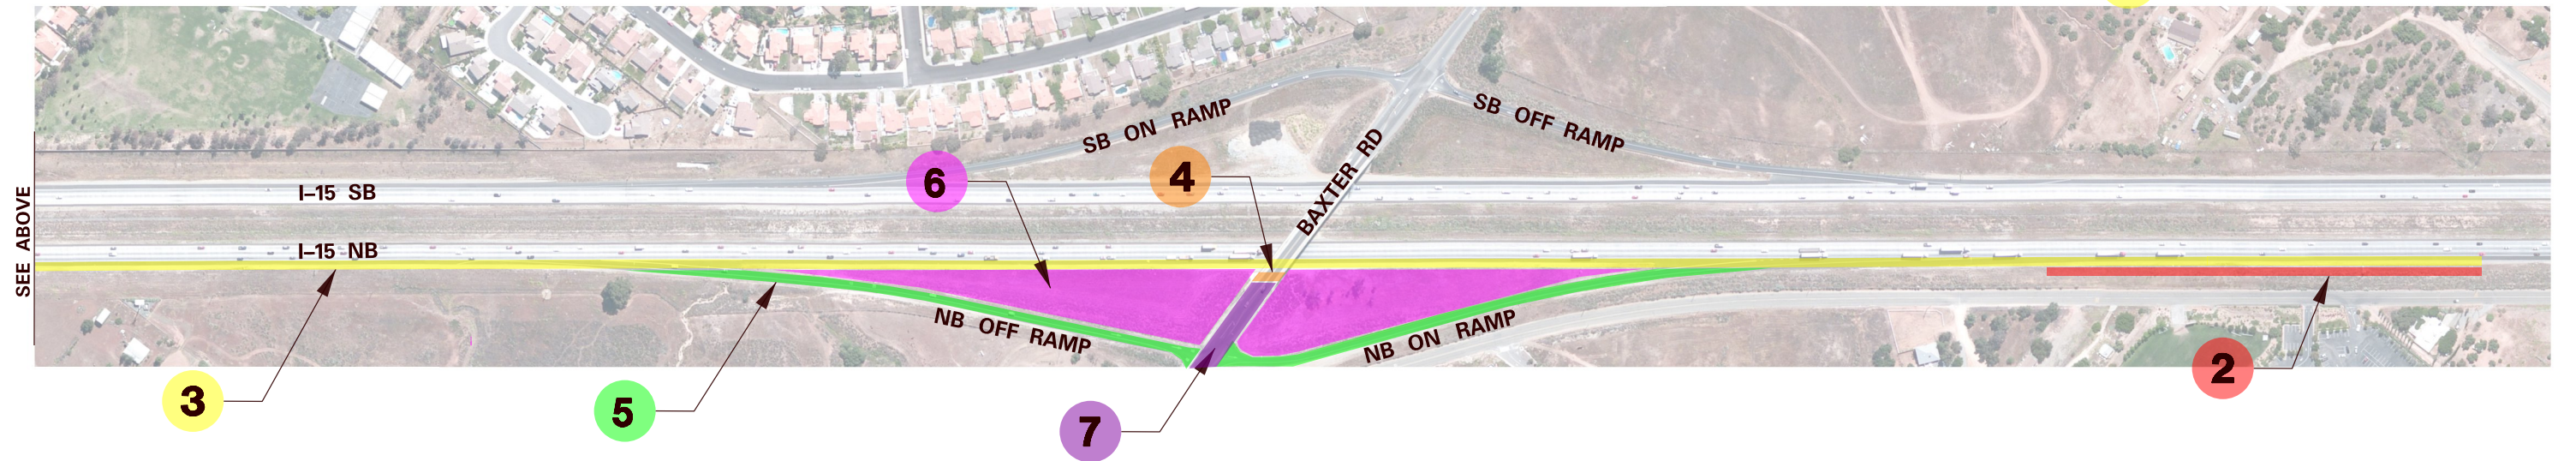 SB ON RAMP
SB OFF RAMP
BAXTER RD
6
4
I-15 SB
SEE ABOVE
I-15 NB
NB OFF RAMP
NB ON RAMP
3
5
7
2